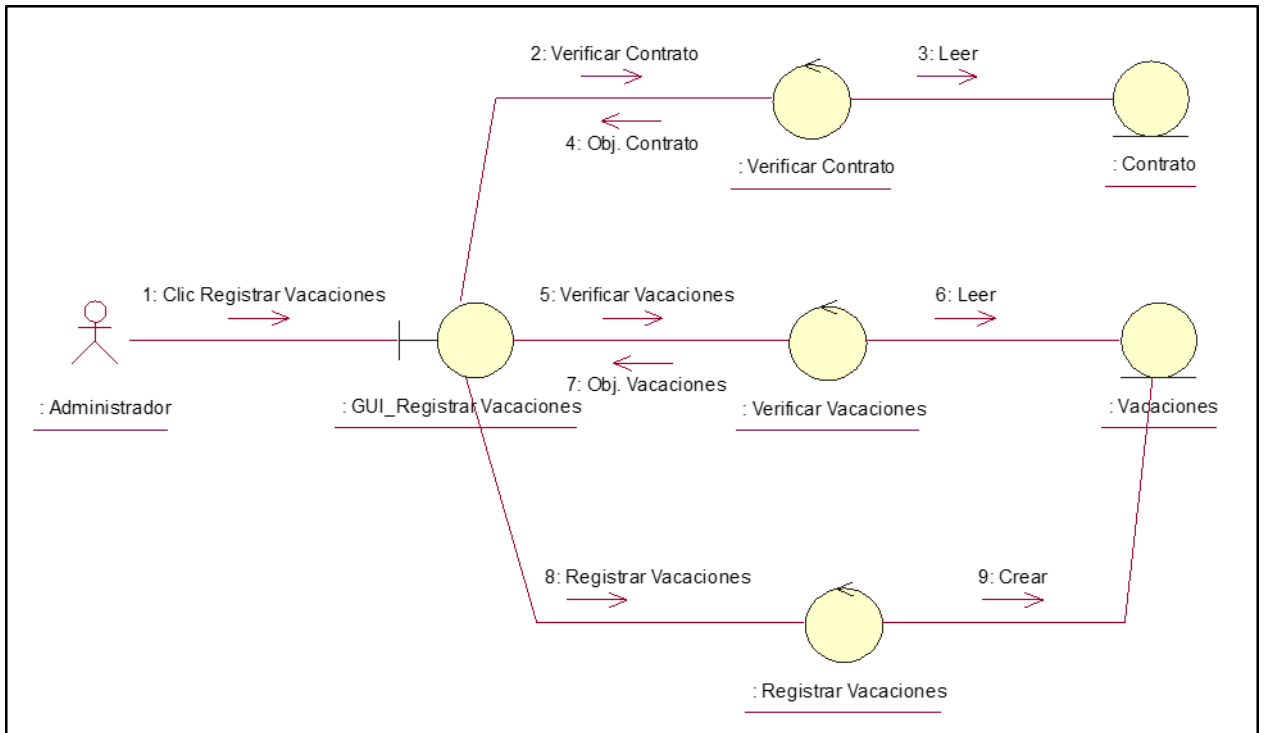 2: Verificar Contrato
3: Leer
4: Obj. Contrato
: Verificar Contrato
: Contrato
1: Clic Registrar Vacaciones
5: Verificar Vacaciones
6: Leer
7: Obj. Vacaciones
: Administrador
: GUI_Registrar Vacaciones
: Verificar Vacaciones
: Vacaciones
8: Registrar Vacaciones
9: Crear
: Registrar Vacaciones